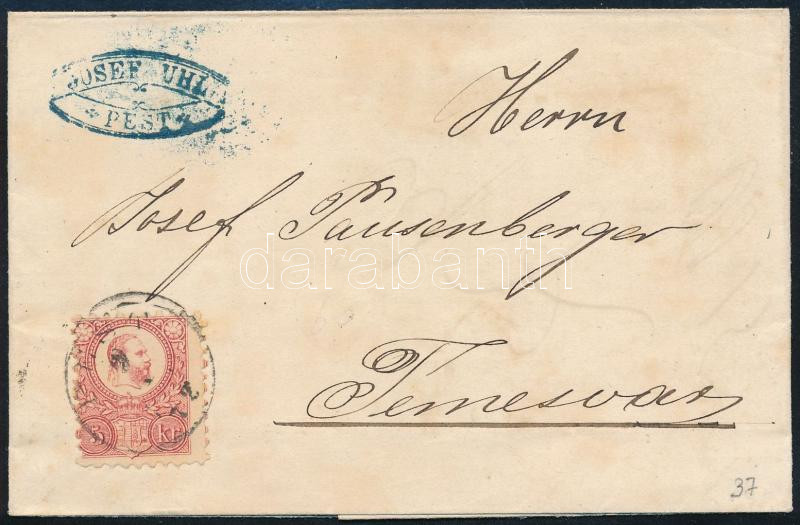 JOSEF UHL
PEST
Herrn
Josef Pausenberger
darabanth
Temesvar
5 kr
37